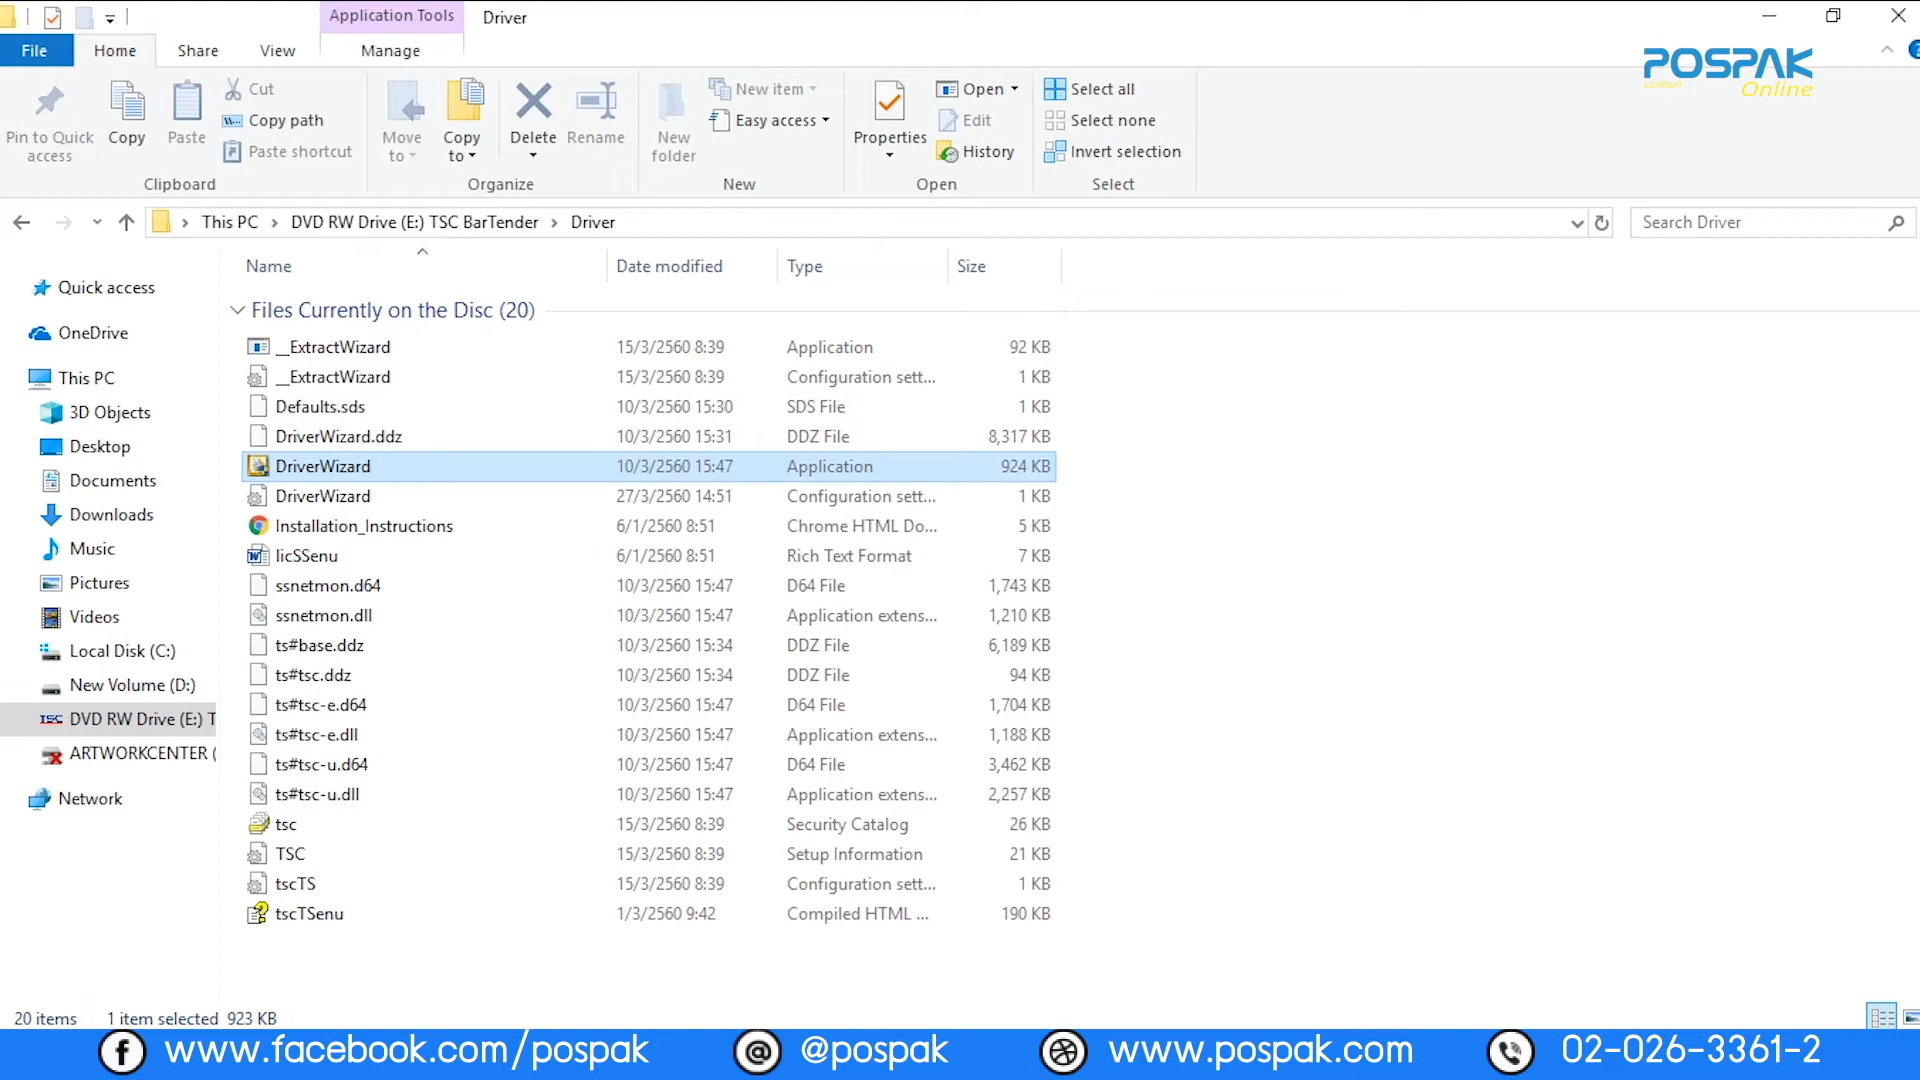 Application Tools
Driver
File
Home
Share
View
Manage
Pin to Quick access
Copy
Paste
Cut
Copy path
Paste shortcut
Clipboard
Move to
Copy to
Delete
Rename
Organize
New folder
New item
Easy access
New
Properties
Open
Edit
History
Open
Select all
Select none
Invert selection
Select
POSPAK
Online
This PC > DVD RW Drive (E:) TSC BarTender > Driver
Search Driver
Quick access
OneDrive
This PC
3D Objects
Desktop
Documents
Downloads
Music
Pictures
Videos
Local Disk (C:)
New Volume (D:)
TSC DVD RW Drive (E:) T
ARTWORKCENTER (
Network
Name Date modified Type Size
Files Currently on the Disc (20)
__ExtractWizard 15/3/2560 8:39 Application 92 KB
__ExtractWizard 15/3/2560 8:39 Configuration sett... 1 KB
Defaults.sds 10/3/2560 15:30 SDS File 1 KB
DriverWizard.ddz 10/3/2560 15:31 DDZ File 8,317 KB
DriverWizard 10/3/2560 15:47 Application 924 KB
DriverWizard 27/3/2560 14:51 Configuration sett... 1 KB
Installation_Instructions 6/1/2560 8:51 Chrome HTML Do... 5 KB
licSSenu 6/1/2560 8:51 Rich Text Format 7 KB
ssnetmon.d64 10/3/2560 15:47 D64 File 1,743 KB
ssnetmon.dll 10/3/2560 15:47 Application extens... 1,210 KB
ts#base.ddz 10/3/2560 15:34 DDZ File 6,189 KB
ts#tsc.ddz 10/3/2560 15:34 DDZ File 94 KB
ts#tsc-e.d64 10/3/2560 15:47 D64 File 1,704 KB
ts#tsc-e.dll 10/3/2560 15:47 Application extens... 1,188 KB
ts#tsc-u.d64 10/3/2560 15:47 D64 File 3,462 KB
ts#tsc-u.dll 10/3/2560 15:47 Application extens... 2,257 KB
tsc 15/3/2560 8:39 Security Catalog 26 KB
TSC 15/3/2560 8:39 Setup Information 21 KB
tscTS 15/3/2560 8:39 Configuration sett... 1 KB
tscTSenu 1/3/2560 9:42 Compiled HTML ... 190 KB
20 items 1 item selected 923 KB
www.facebook.com/pospak @pospak www.pospak.com 02-026-3361-2